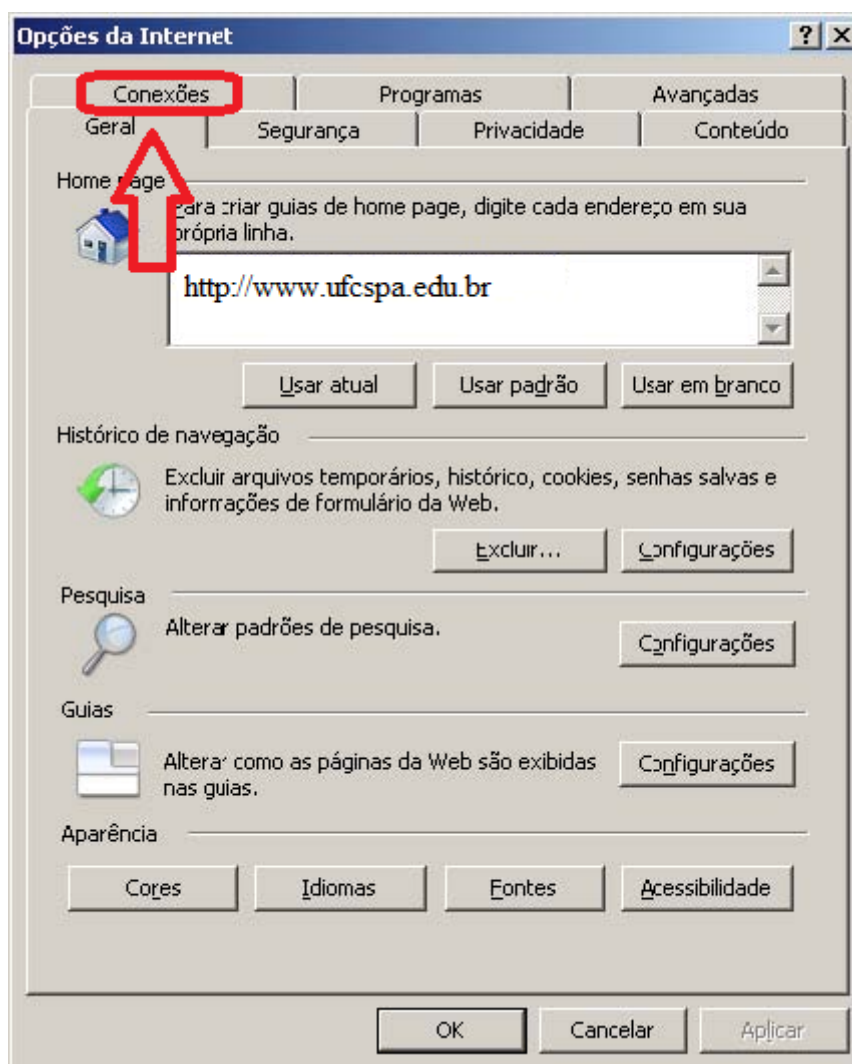 Opções da Internet
Conexões Programas Avançadas
Geral Segurança Privacidade Conteúdo
Home page
Para criar guias de home page, digite cada endereço em sua
própria linha.
http://www.ufcspa.edu.br
Usar atual Usar padrão Usar em branco
Histórico de navegação
Excluir arquivos temporários, histórico, cookies, senhas salvas e
informações de formulário da Web.
Excluir... Configurações
Pesquisa
Alterar padrões de pesquisa. Configurações
Guias
Alterar como as páginas da Web são exibidas
nas guias. Configurações
Aparência
Cores Idiomas Fontes Acessibilidade
OK Cancelar Aplicar